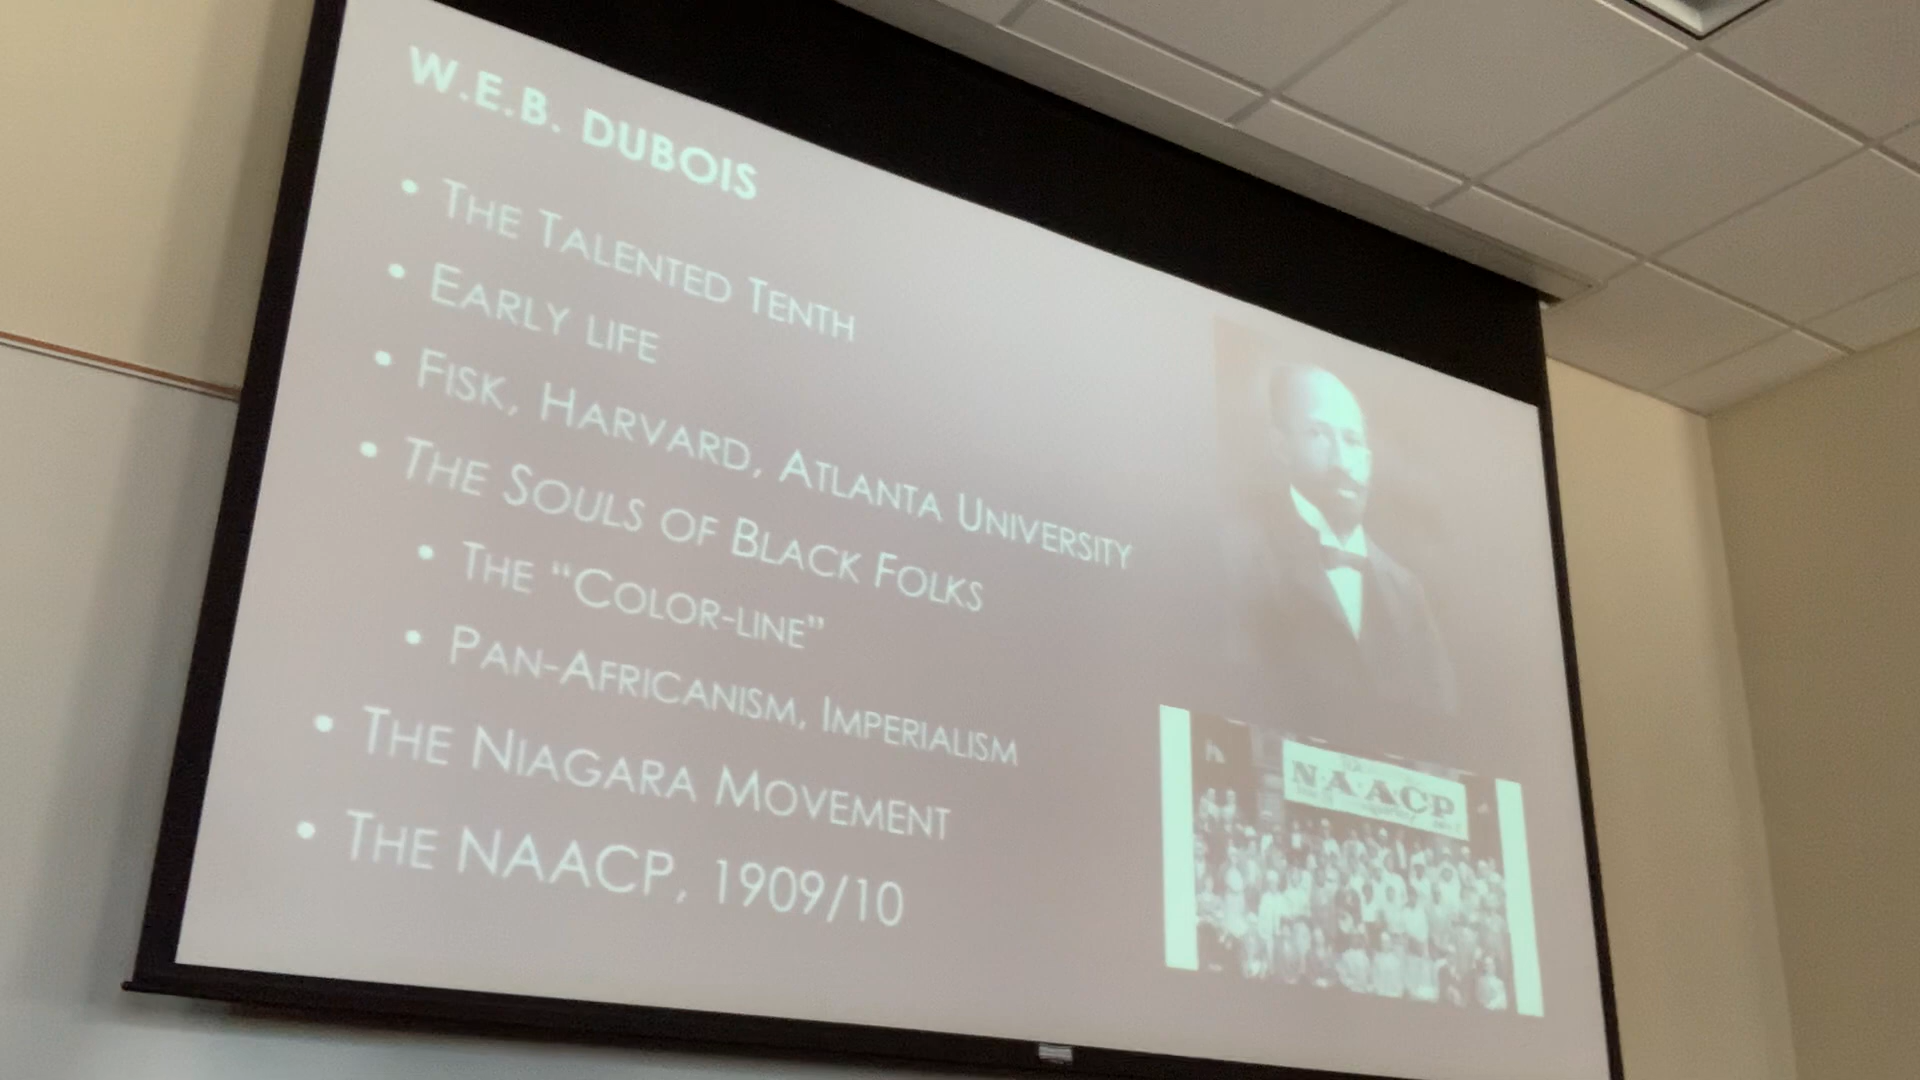 W.E.B. DUBOIS
• THE TALENTED TENTH
• EARLY LIFE
• FISK, HARVARD, ATLANTA UNIVERSITY
• THE SOULS OF BLACK FOLKS
• THE “COLOR-LINE”
• PAN-AFRICANISM, IMPERIALISM
• THE NIAGARA MOVEMENT
• THE NAACP, 1909/10
N·A·ACP